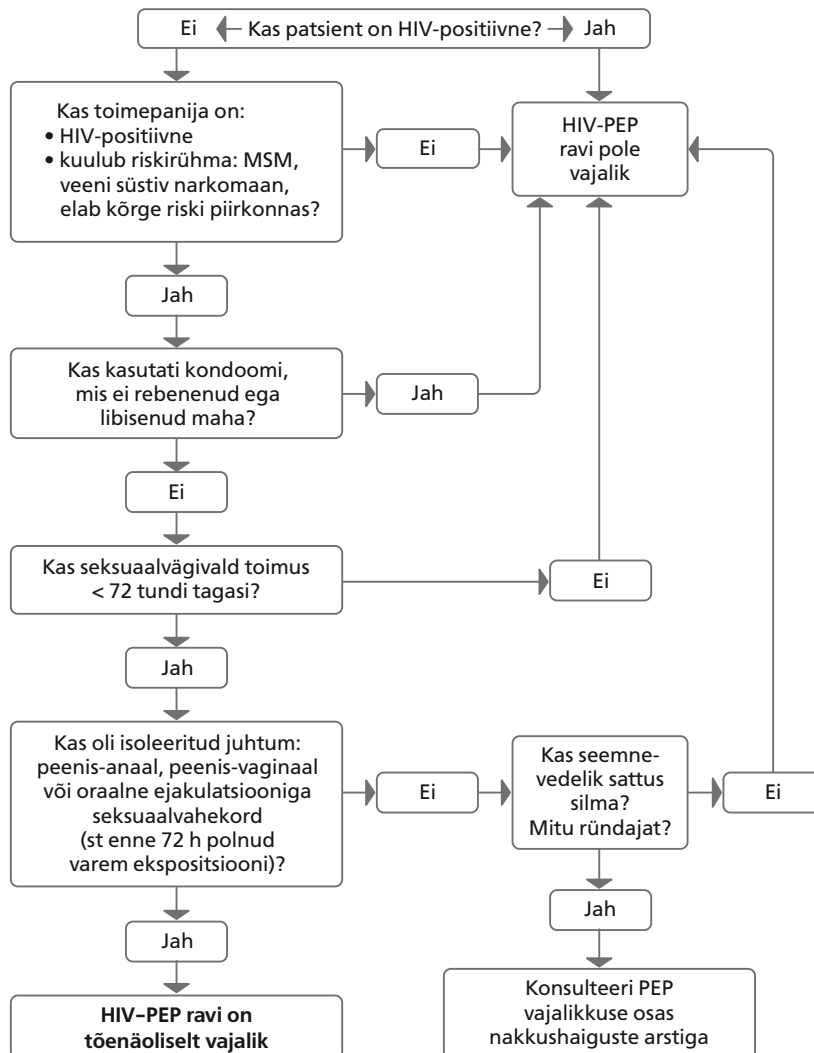 Ei Kas patsient on HIV-positiivne? Jah
Kas toimepanija on:
• HIV-positiivne
• kuulub riskirühma: MSM,
veeni süstiv narkomaan,
elab kõrge riski piirkonnas?
Ei
HIV-PEP
ravi pole
vajalik
Jah
Kas kasutati kondoomi,
mis ei rebenenud ega
libisenud maha?
Jah
Ei
Kas seksuaalvägivald toimus
< 72 tundi tagasi?
Ei
Jah
Kas oli isoleeritud juhtum:
peenis-anaal, peenis-vaginaal
või oraalne ejakulatsiooniga
seksuaalvahekord
(st enne 72 h polnud
varem ekspositsiooni)?
Ei
Kas seemne-
vedelik sattus
silma?
Mitu ründajat?
Ei
Jah
Jah
HIV-PEP ravi on
tõenäoliselt vajalik
Konsulteeri PEP
vajalikkuse osas
nakkushaiguste arstiga